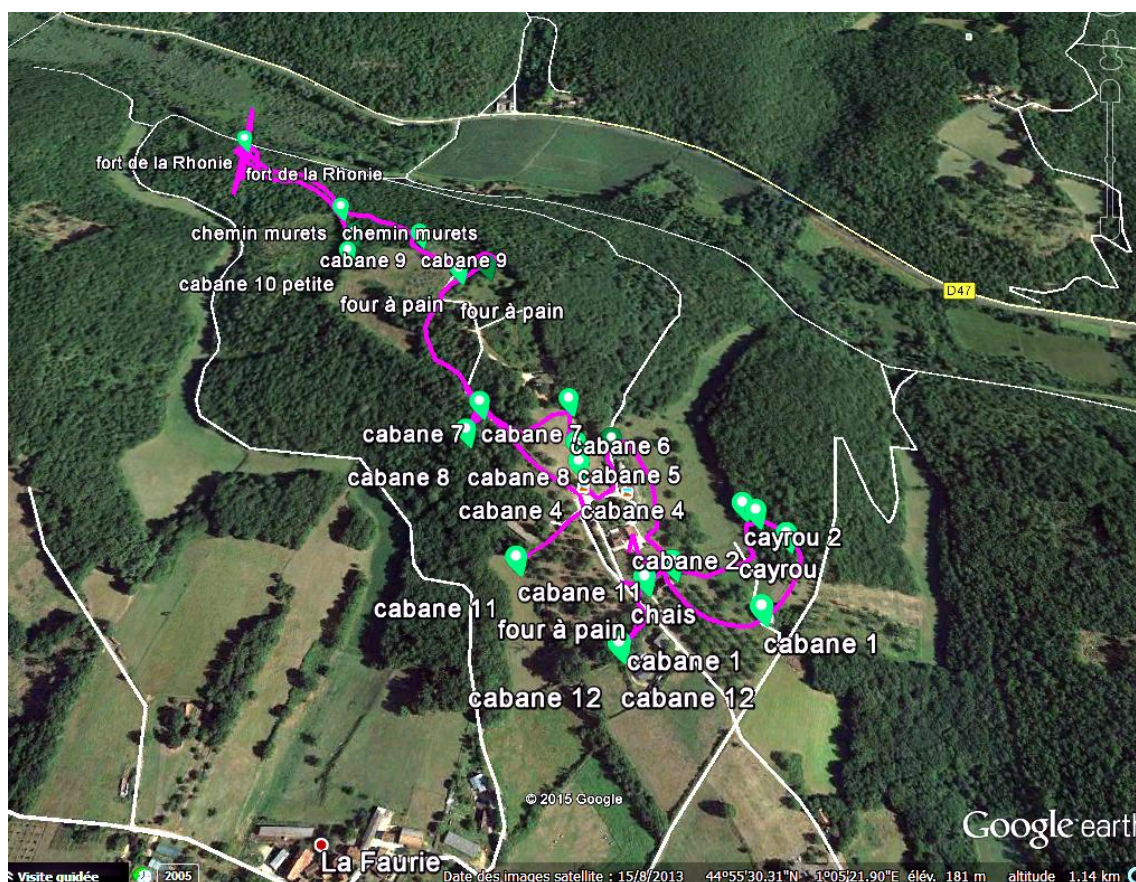 fort de la Rhonie
fort de la Rhonie
chemin murets chemin murets
cabane 9 cabane 9
cabane 10 petite
D47
four à pain four à pain
cabane 7 cabane 7
cabane 6
cabane 8 cabane 8 cabane 5
cabane 4 cabane 4
cayrou 2
cabane 2 cayrou
cabane 11 cabane 11
chais
four à pain
cabane 1 cabane 1
cabane 12 cabane 12
© 2015 Google
Google earth
La Faurie
Visite guidée 2005 Date des images satellite : 15/8/2013 44°55'30.31"N 1°05'21.90"E élév. 181 m altitude 1.14 km